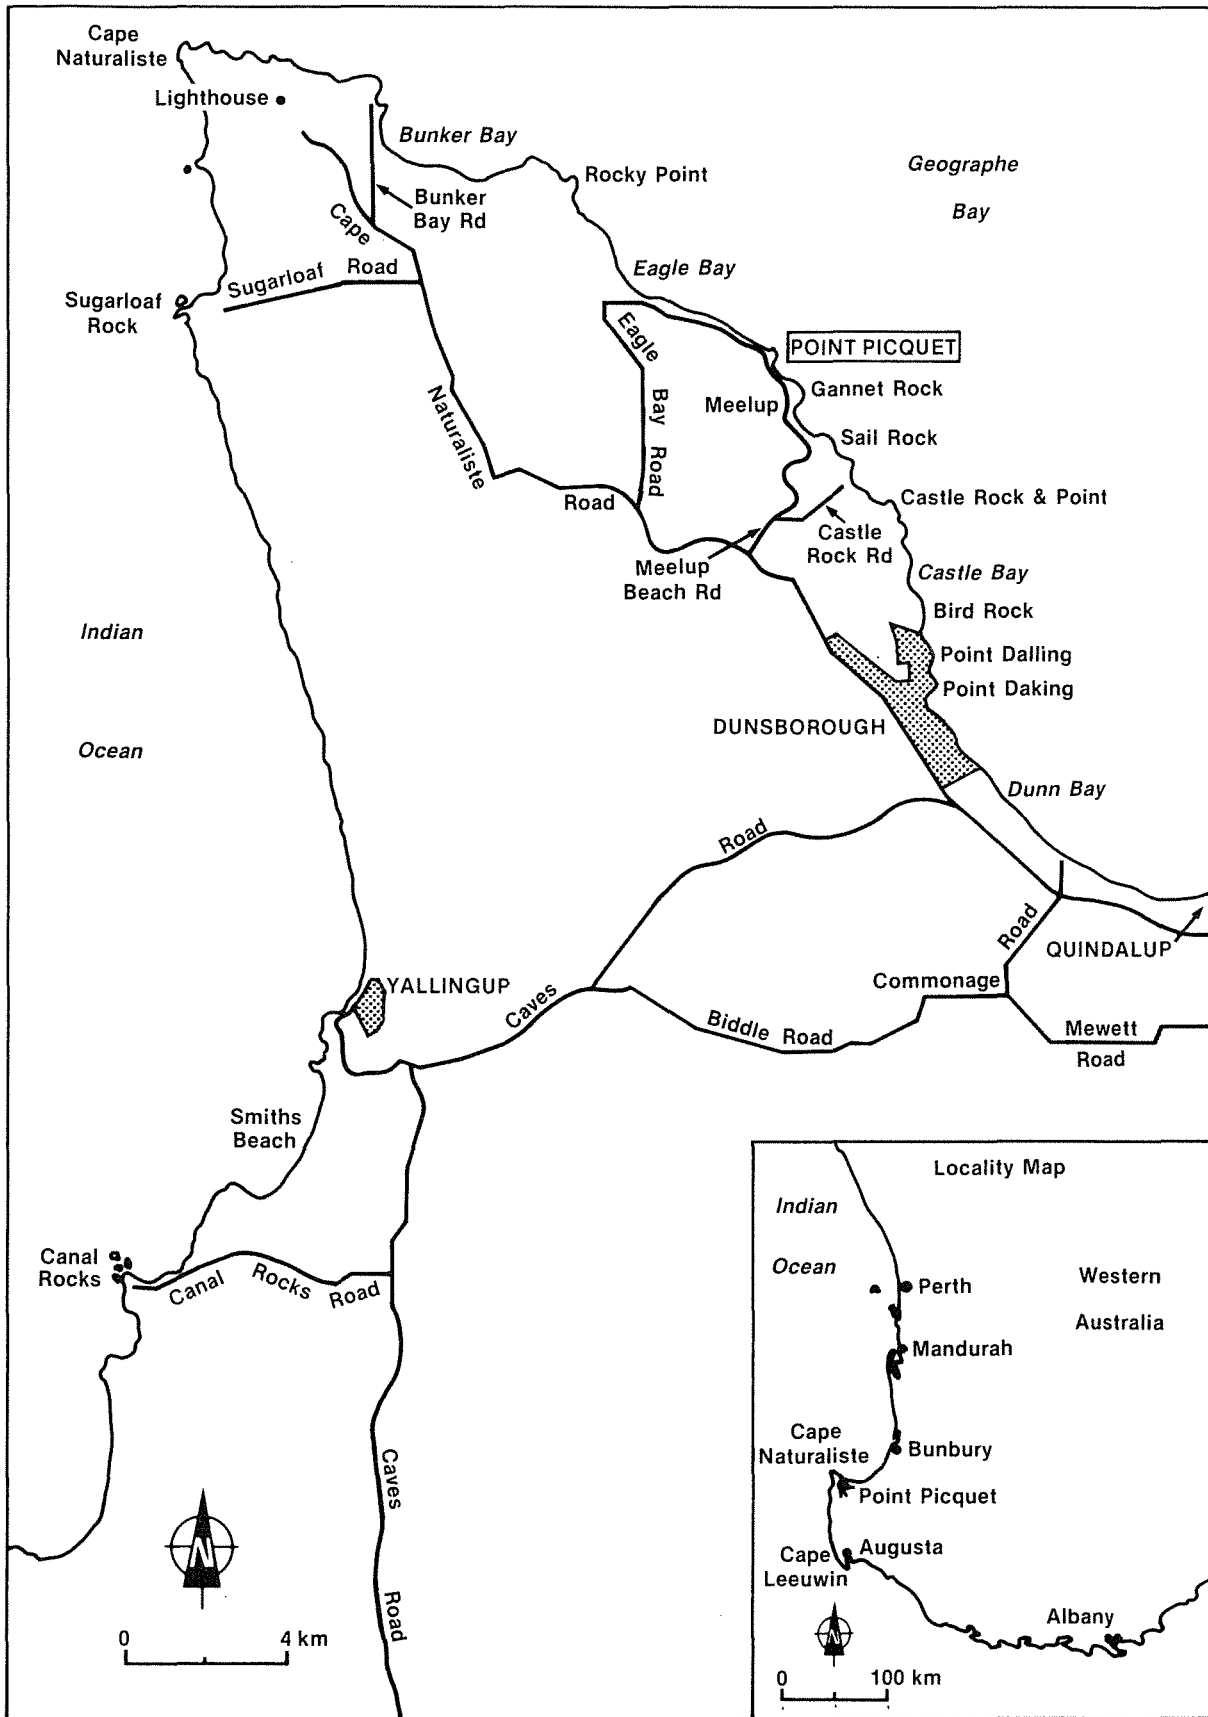 Cape
Naturaliste
Lighthouse
Bunker Bay
Rocky Point
Geographe
Bay
Bunker
Bay Rd
Cape
Sugarloaf Road
Eagle Bay
Sugarloaf
Rock
POINT PICQUET
Eagle
Bay
Road
Gannet Rock
Meelup
Naturaliste
Road
Sail Rock
Castle Rock & Point
Castle
Rock Rd
Meelup
Beach Rd
Castle Bay
Bird Rock
Indian
Ocean
Point Dalling
Point Daking
DUNSBOROUGH
Dunn Bay
Road
Road
QUINDALUP
YALLINGUP
Caves
Commonage
Biddle Road
Mewett
Road
Smiths
Beach
Canal
Rocks
Canal Rocks Road
Caves
Road
N
0 4 km
Locality Map
Indian
Ocean
Perth
Western
Australia
Mandurah
Cape
Naturaliste
Bunbury
Point Picquet
Augusta
Cape
Leeuwin
Albany
N
0 100 km